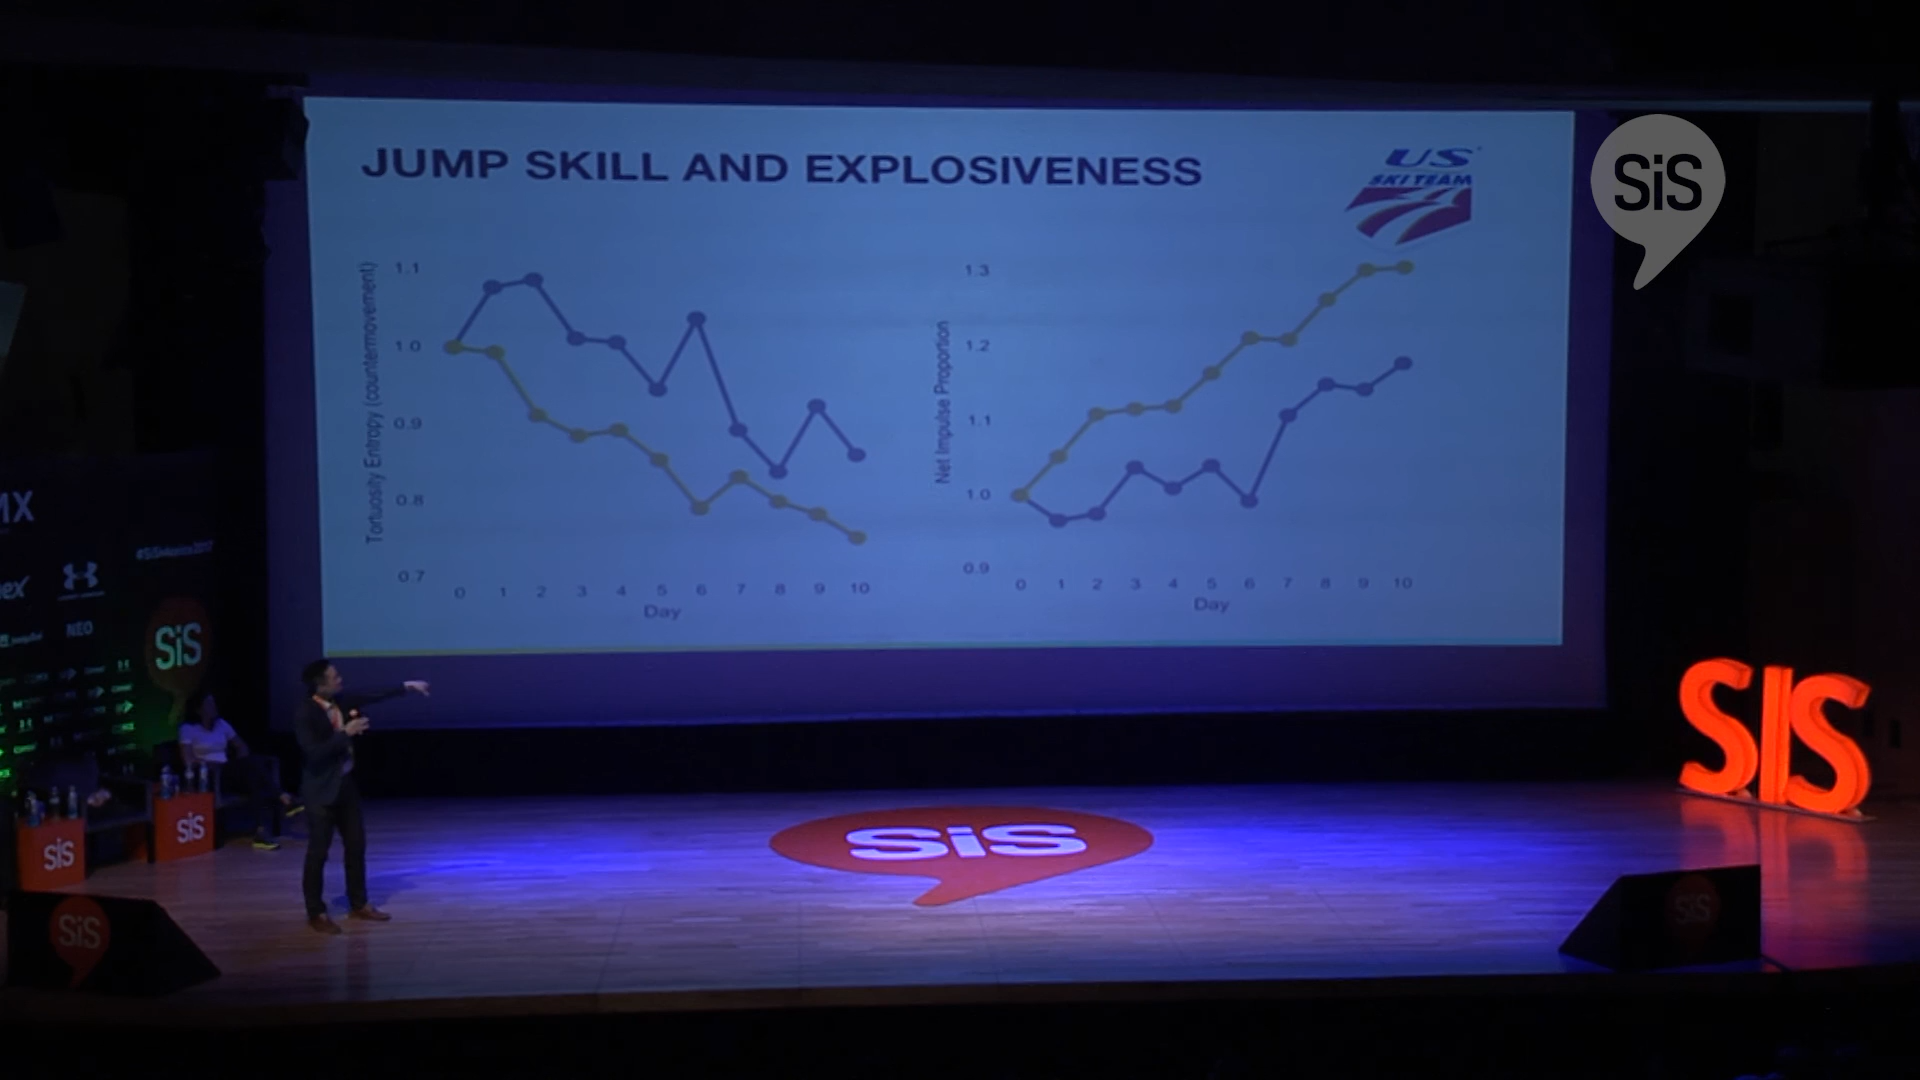 JUMP SKILL AND EXPLOSIVENESS
US
SKI TEAM
SiS
Tortuosity Entropy (countermovement)
1.1
1.0
0.9
0.8
0.7
0 1 2 3 4 5 6 7 8 9 10
Day
Net Impulse Proportion
1.3
1.2
1.1
1.0
0.9
0 1 2 3 4 5 6 7 8 9 10
Day
MX
#SiSMexico2017
NEO
SiS
SiS
SiS
SiS
SiS
SIS
SiS